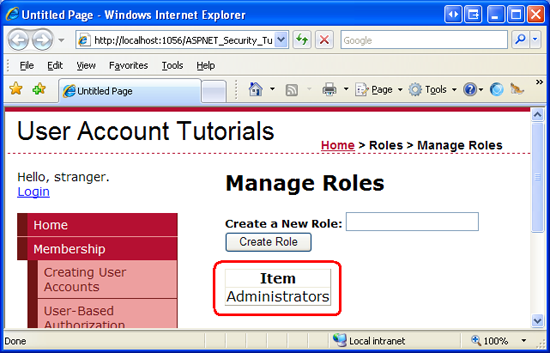 Untitled Page - Windows Internet Explorer
http://localhost:1056/ASPNET_Security_Tu
Google
File Edit View Favorites Tools Help
Untitled Page
Page Tools
User Account Tutorials
Home > Roles > Manage Roles
Hello, stranger.
Login
Home
Membership
Creating User
Accounts
User-Based
Authorization
Manage Roles
Create a New Role:
Create Role
Item
Administrators
Done
Local intranet
100%